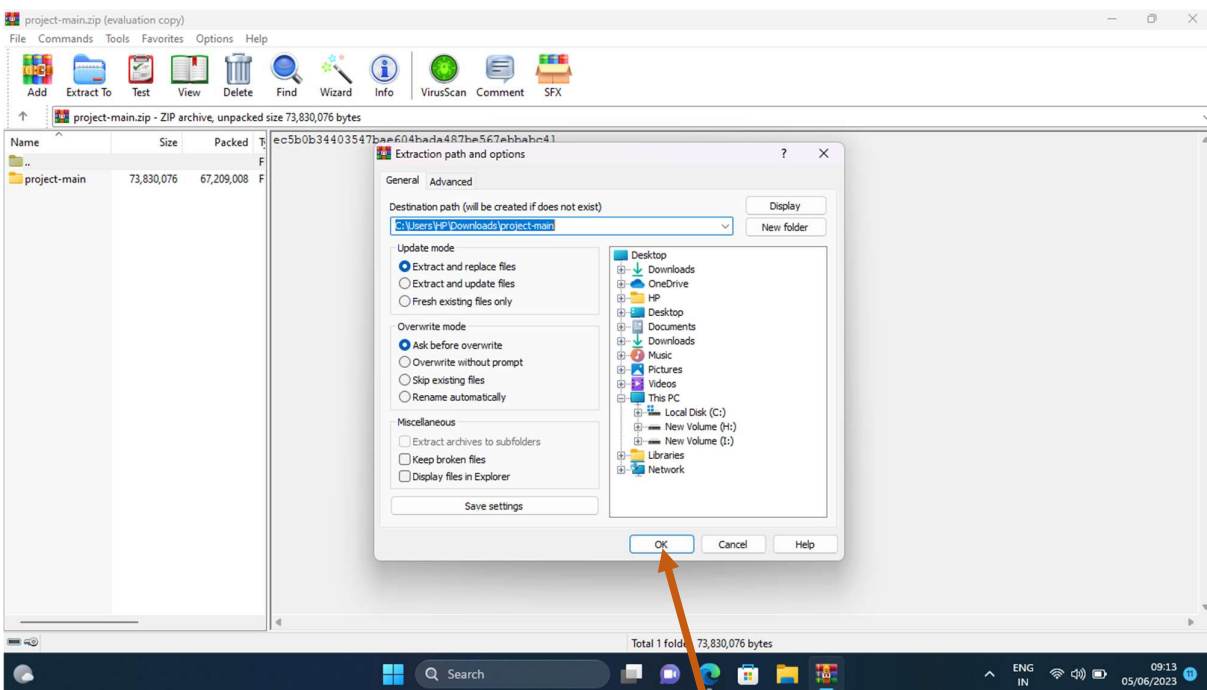 project-main.zip (evaluation copy)
File Commands Tools Favorites Options Help
Add Extract To Test View Delete Find Wizard Info VirusScan Comment SFX
project-main.zip - ZIP archive, unpacked size 73,830,076 bytes
Name Size Packed
..
project-main 73,830,076 67,209,008 F
ec5b0b34403547bae604bada487be567ebbabc41
Extraction path and options
General Advanced
Destination path (will be created if does not exist)
Display
C:\Users\HP\Downloads\project-main
New folder
Update mode
Extract and replace files
Extract and update files
Fresh existing files only
Overwrite mode
Ask before overwrite
Overwrite without prompt
Skip existing files
Rename automatically
Miscellaneous
Extract archives to subfolders
Keep broken files
Display files in Explorer
Save settings
Desktop
Downloads
OneDrive
HP
Desktop
Documents
Downloads
Music
Pictures
Videos
This PC
Local Disk (C:)
New Volume (H:)
New Volume (I:)
Libraries
Network
OK Cancel Help
Total 1 folder, 73,830,076 bytes
Search
ENG
IN
09:13
05/06/2023
11